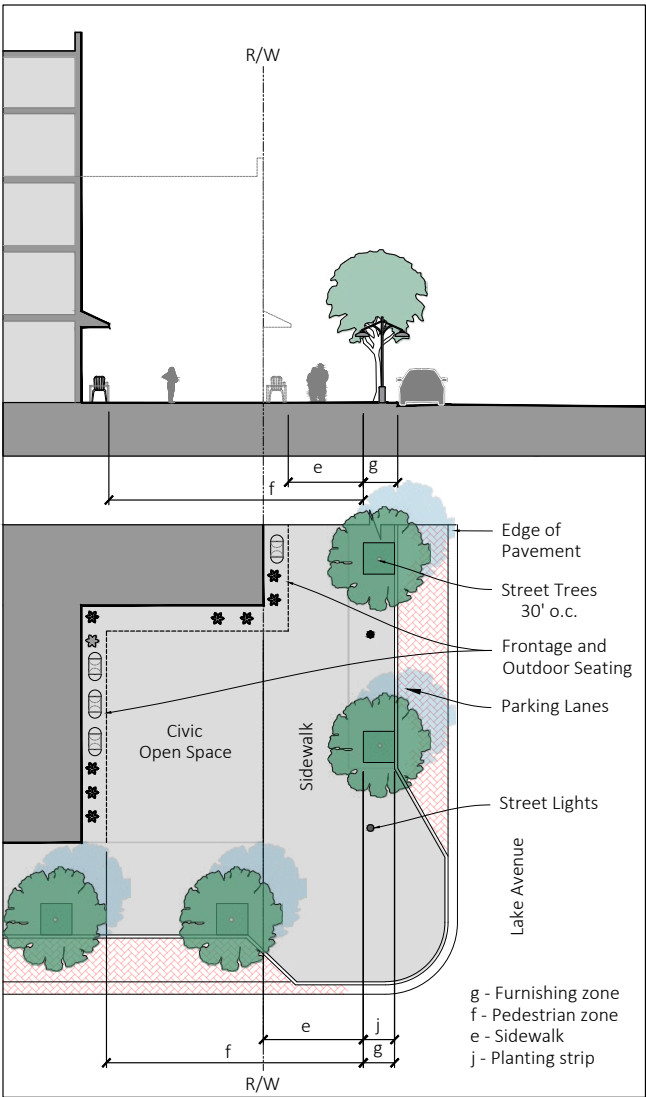 R/W
e
g
f
Edge of
Pavement
Street Trees
30' o.c.
Frontage and
Outdoor Seating
Parking Lanes
Civic
Open Space
Sidewalk
Street Lights
Lake Avenue
g - Furnishing zone
f - Pedestrian zone
e - Sidewalk
j - Planting strip
e
j
f
g
R/W